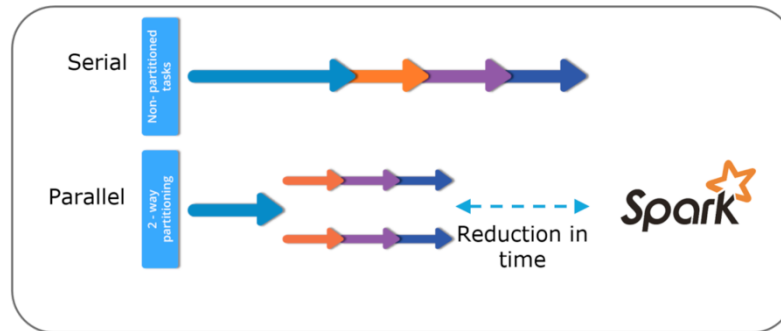 Serial
Non- partitioned
tasks
Parallel
2 - way
partitioning
Reduction in
time
Spark